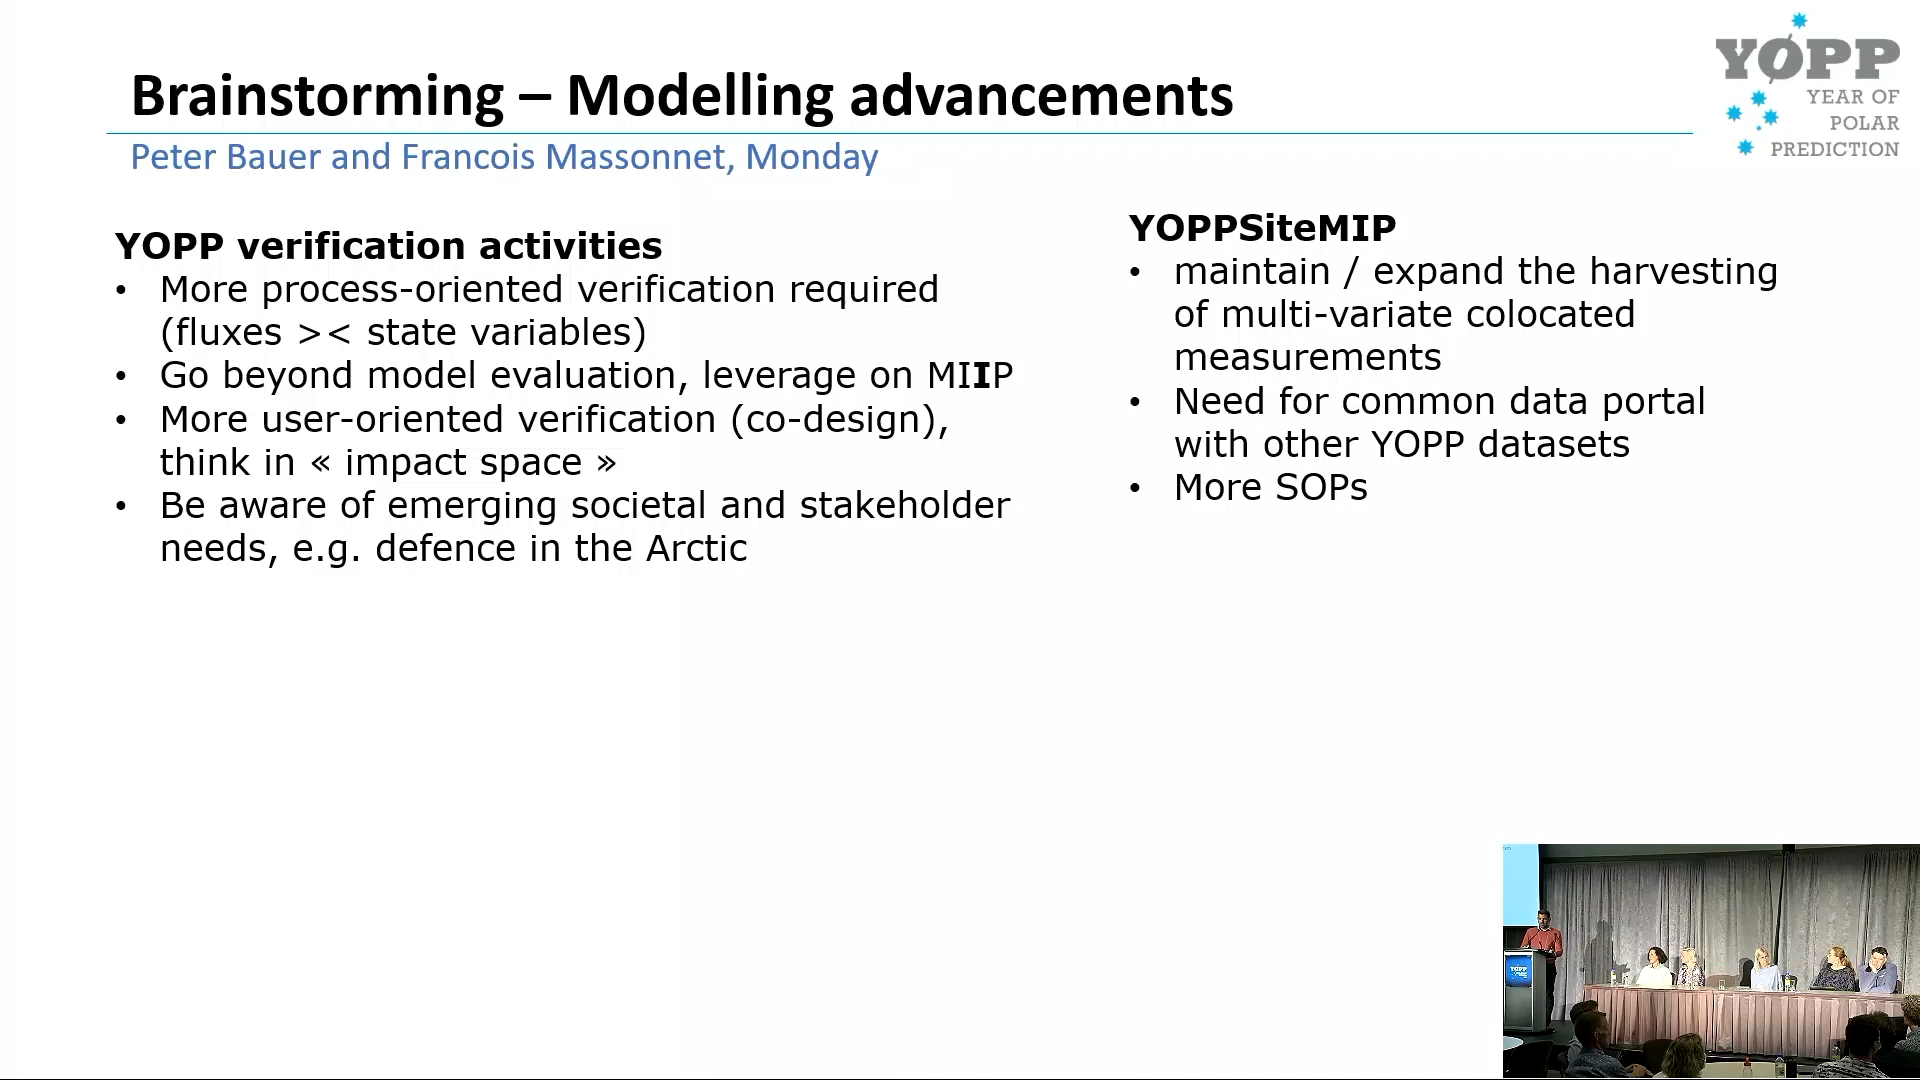 Brainstorming – Modelling advancements
Peter Bauer and Francois Massonnet, Monday
YOPP
YEAR OF
POLAR
PREDICTION
YOPP verification activities
• More process-oriented verification required
(fluxes >< state variables)
• Go beyond model evaluation, leverage on MIIP
• More user-oriented verification (co-design),
think in « impact space »
• Be aware of emerging societal and stakeholder
needs, e.g. defence in the Arctic
YOPPSiteMIP
• maintain / expand the harvesting
of multi-variate colocated
measurements
• Need for common data portal
with other YOPP datasets
• More SOPs
YOPP